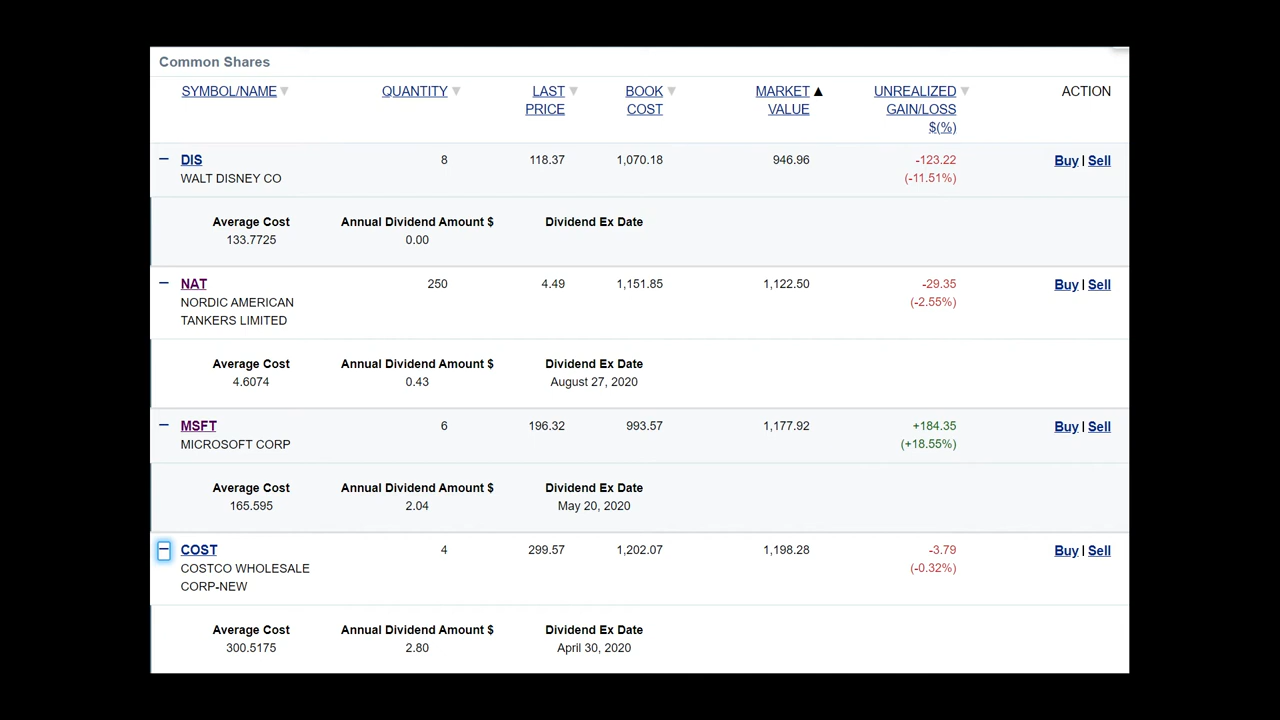 Common Shares
SYMBOL/NAME▼ QUANTITY▼ LAST PRICE▼ BOOK COST▼ MARKET VALUE▲ UNREALIZED GAIN/LOSS $(%)▼ ACTION
− DIS 8 118.37 1,070.18 946.96 -123.22 Buy | Sell
WALT DISNEY CO (-11.51%)
Average Cost Annual Dividend Amount $ Dividend Ex Date
133.7725 0.00
− NAT 250 4.49 1,151.85 1,122.50 -29.35 Buy | Sell
NORDIC AMERICAN (-2.55%)
TANKERS LIMITED
Average Cost Annual Dividend Amount $ Dividend Ex Date
4.6074 0.43 August 27, 2020
− MSFT 6 196.32 993.57 1,177.92 +184.35 Buy | Sell
MICROSOFT CORP (+18.55%)
Average Cost Annual Dividend Amount $ Dividend Ex Date
165.595 2.04 May 20, 2020
− COST 4 299.57 1,202.07 1,198.28 -3.79 Buy | Sell
COSTCO WHOLESALE (-0.32%)
CORP-NEW
Average Cost Annual Dividend Amount $ Dividend Ex Date
300.5175 2.80 April 30, 2020